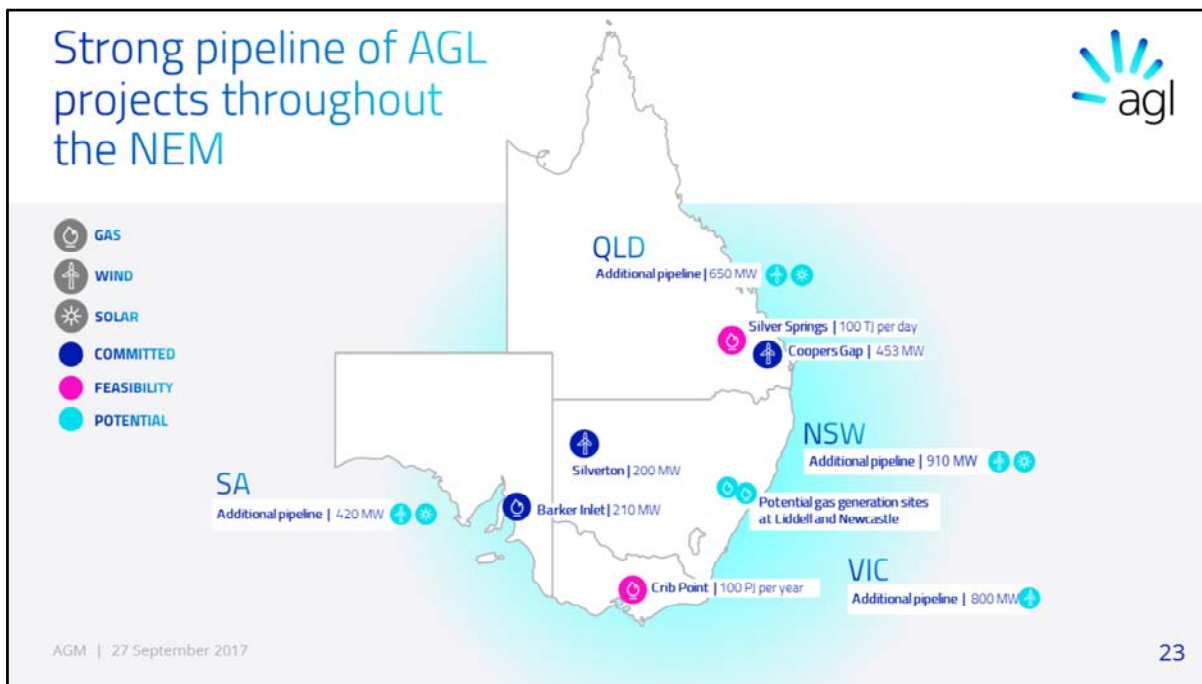 Strong pipeline of AGL
projects throughout
the NEM
agl
GAS
WIND
SOLAR
COMMITTED
FEASIBILITY
POTENTIAL
QLD
Additional pipeline | 650 MW
Silver Springs | 100 TJ per day
Coopers Gap | 453 MW
NSW
Additional pipeline | 910 MW
Silverton | 200 MW
SA
Additional pipeline | 420 MW
Barker Inlet | 210 MW
Potential gas generation sites
at Liddell and Newcastle
VIC
Additional pipeline | 800 MW
Crib Point | 100 PJ per year
AGM | 27 September 2017
23